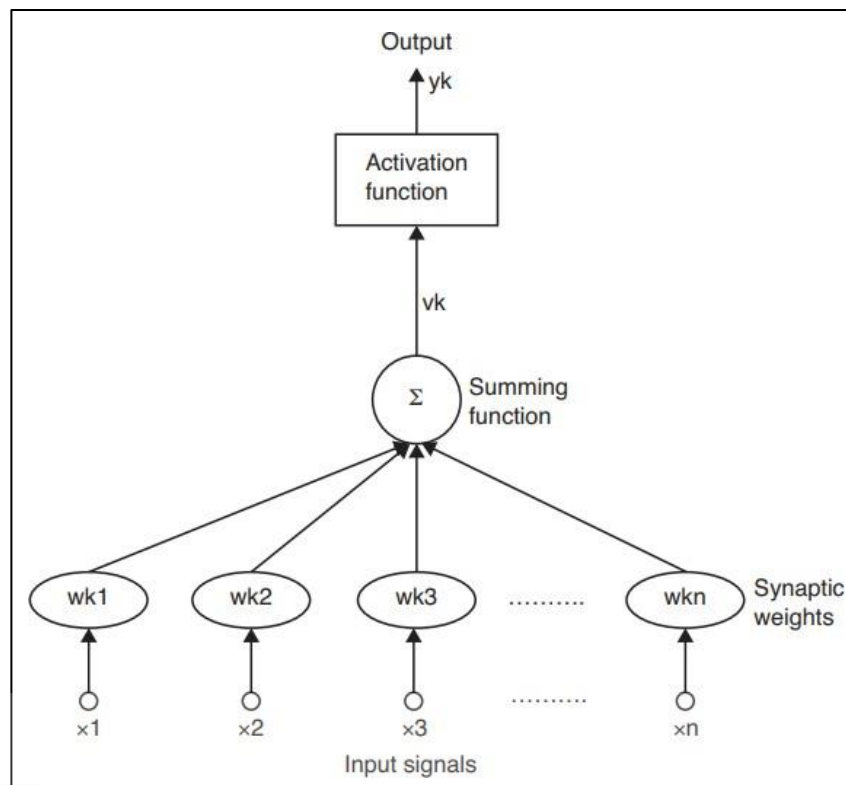 Output
yk
Activation
function
vk
Σ
Summing
function
wk1 wk2 wk3 .......... wkn
Synaptic
weights
×1 ×2 ×3 .......... ×n
Input signals